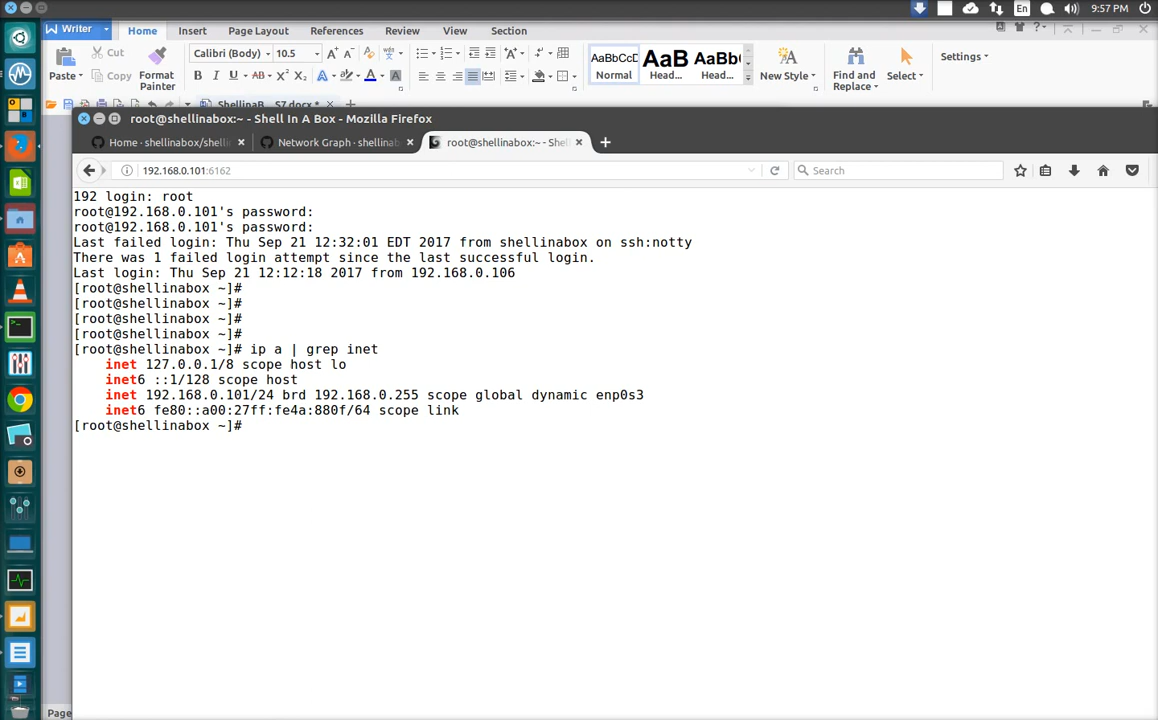 En
9:57 PM
Writer
Home
Insert
Page Layout
References
Review
View
Section
Paste
Cut
Copy
Format
Painter
Calibri (Body)
10.5
AaBbCcD
Normal
AaBb
Head...
AaBb(
Head...
New Style
Find and
Replace
Select
Settings
ShellinaB...S7.docx *
root@shellinabox:~ - Shell In A Box - Mozilla Firefox
Home · shellinabox/shelli
Network Graph · shellinab
root@shellinabox:~ - She
192.168.0.101:6162
Search
192 login: root
root@192.168.0.101's password:
root@192.168.0.101's password:
Last failed login: Thu Sep 21 12:32:01 EDT 2017 from shellinabox on ssh:notty
There was 1 failed login attempt since the last successful login.
Last login: Thu Sep 21 12:12:18 2017 from 192.168.0.106
[root@shellinabox ~]#
[root@shellinabox ~]#
[root@shellinabox ~]#
[root@shellinabox ~]#
[root@shellinabox ~]# ip a | grep inet
inet 127.0.0.1/8 scope host lo
inet6 ::1/128 scope host
inet 192.168.0.101/24 brd 192.168.0.255 scope global dynamic enp0s3
inet6 fe80::a00:27ff:fe4a:880f/64 scope link
[root@shellinabox ~]#
Page